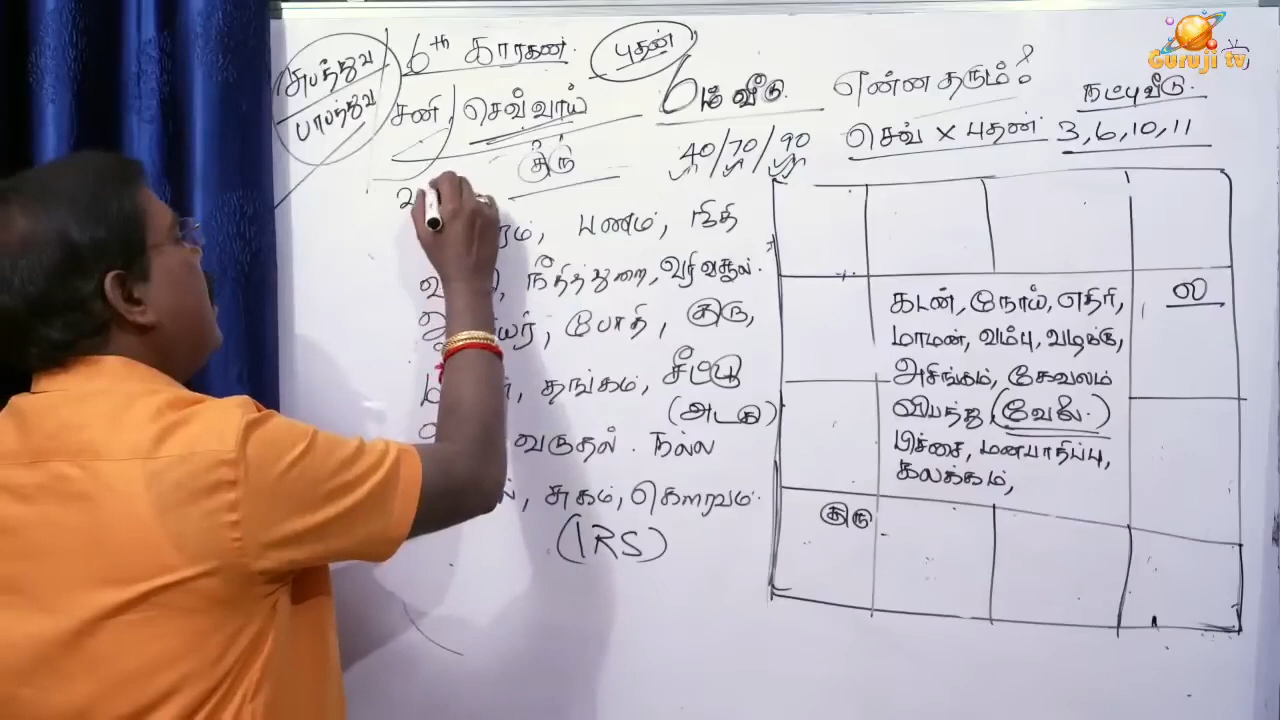 சுபத்துவ
பாபத்துவ
6th காரகன்.
புதன்
சனி / செவ்வாய்
குரு
6ம் வீடு. என்ன தரும்?
40/70/90
செவ் x புதன்
நட்புவீடு.
3, 6, 10, 11
பணம், நிதி
நீதித்துறை, வரிவசூல்.
போதி, குரு,
தங்கம், சீட்டு
(அடகு)
வருதல். நல்ல
சுகம், கௌரவம்.
(IRS)
ல
கடன், நோய், எதிரி,
மாமன், வம்பு, வழக்கு,
அசிங்கம், கேவலம்
விபத்து (வேலை.)
பிச்சை, மனபாதிப்பு,
கலக்கம்,
குரு
Guruji tv